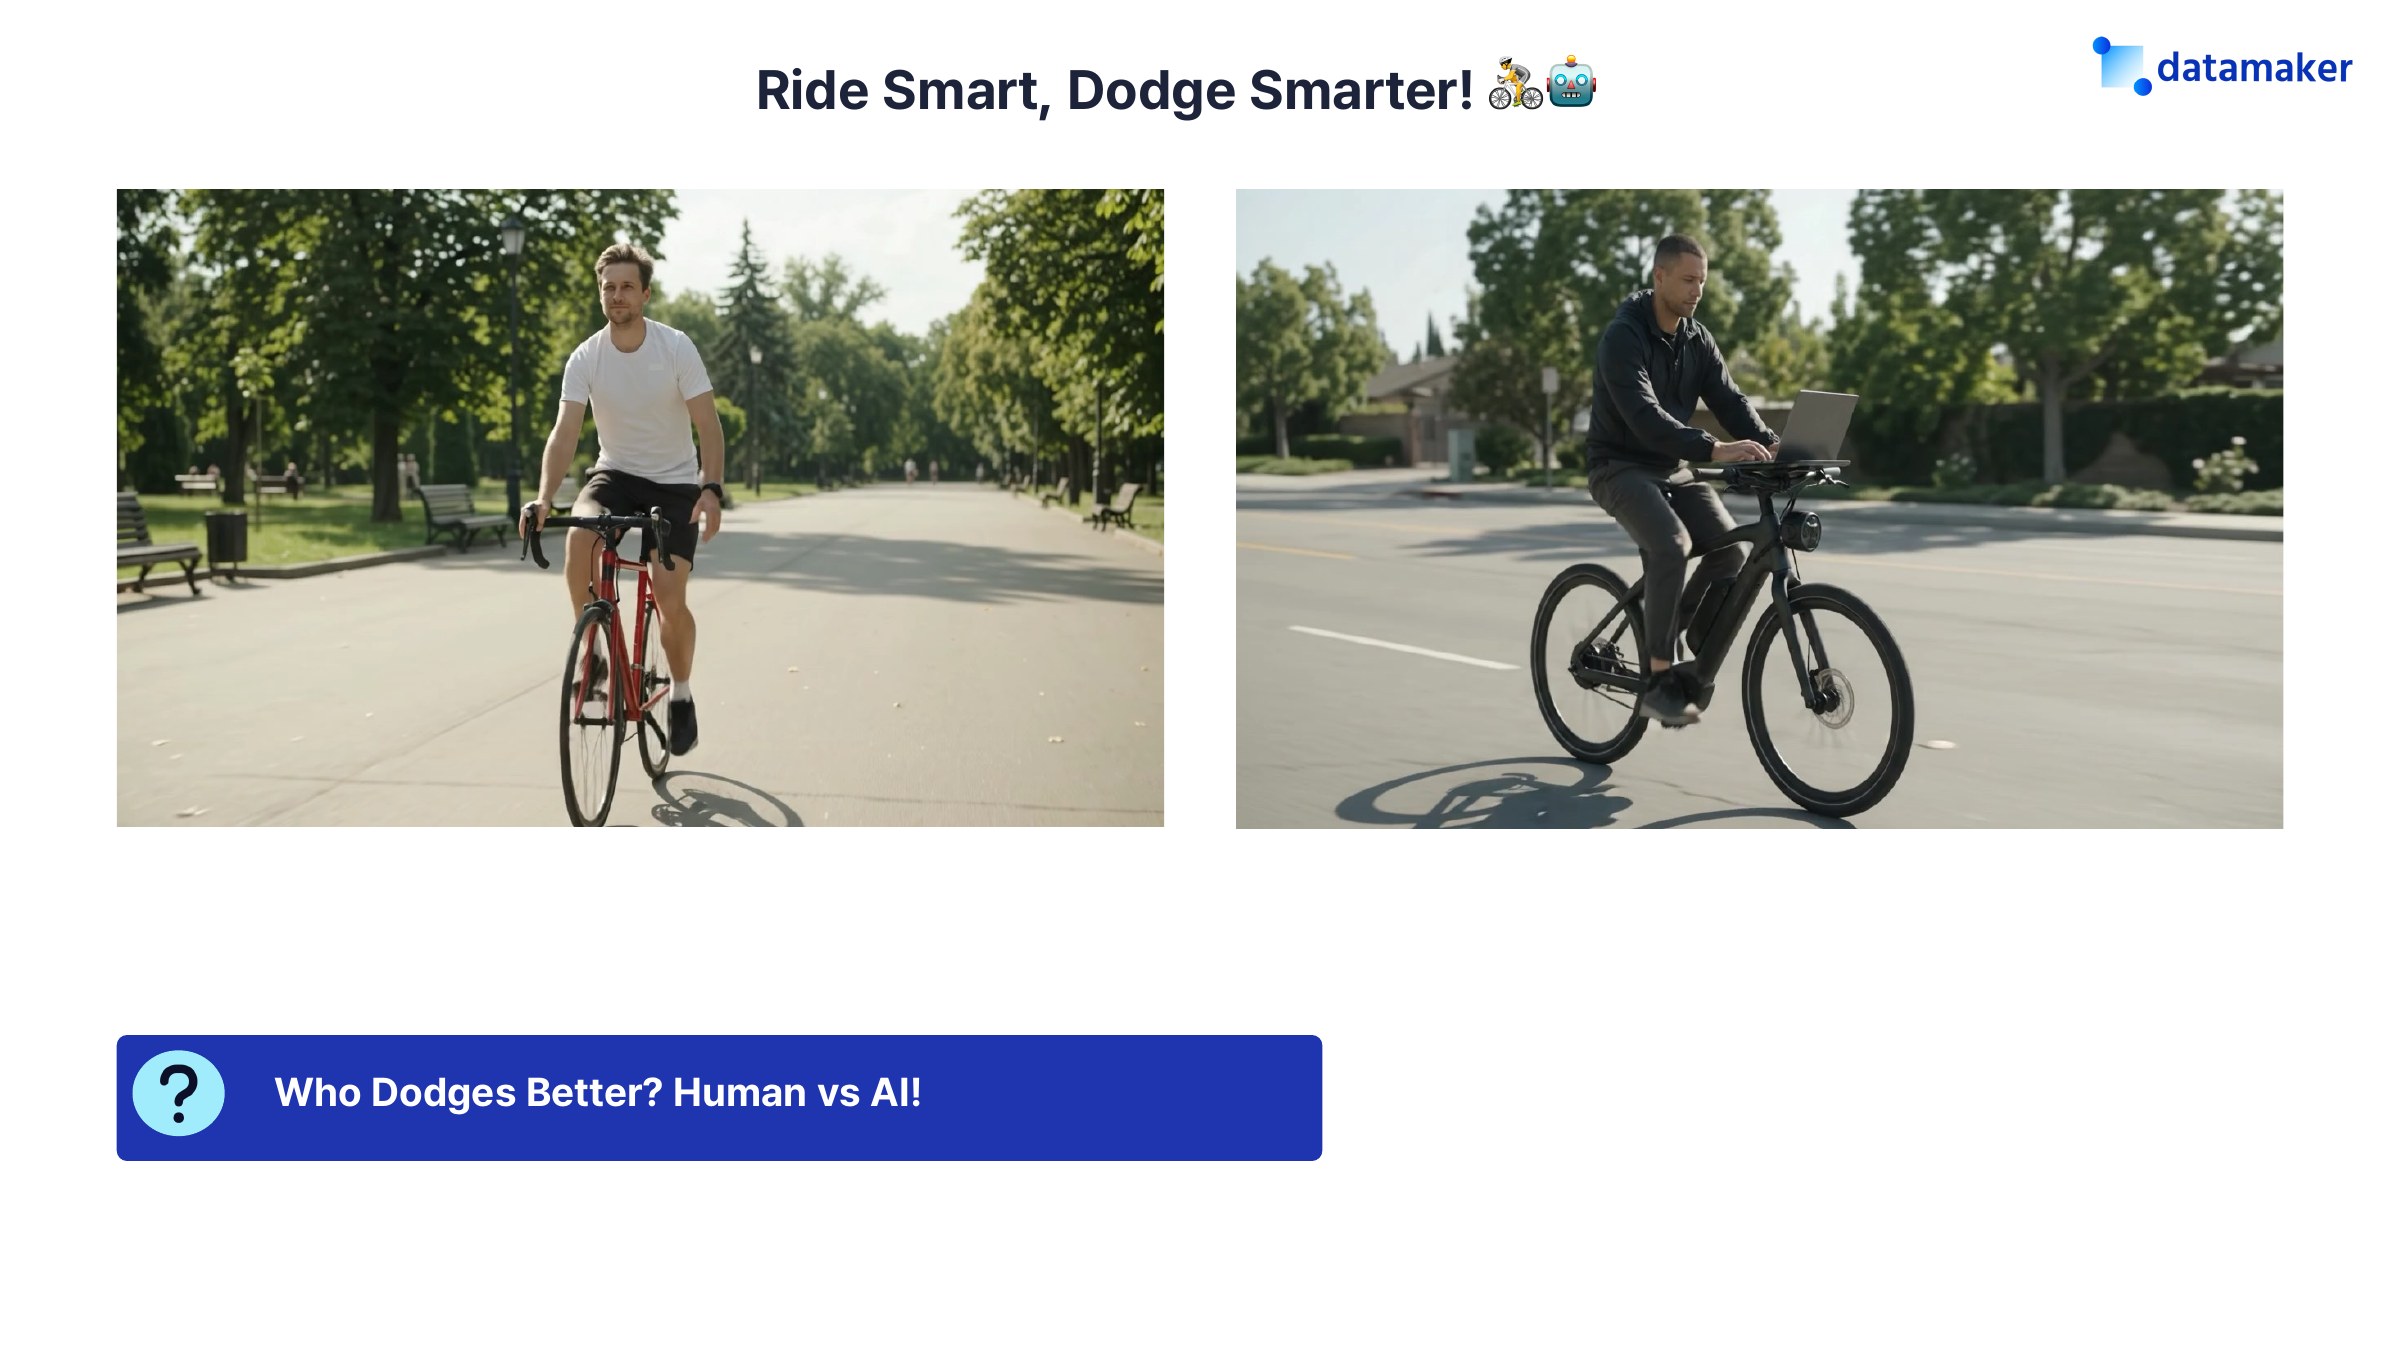 Ride Smart, Dodge Smarter! 🚴🤖
datamaker
?
Who Dodges Better? Human vs AI!